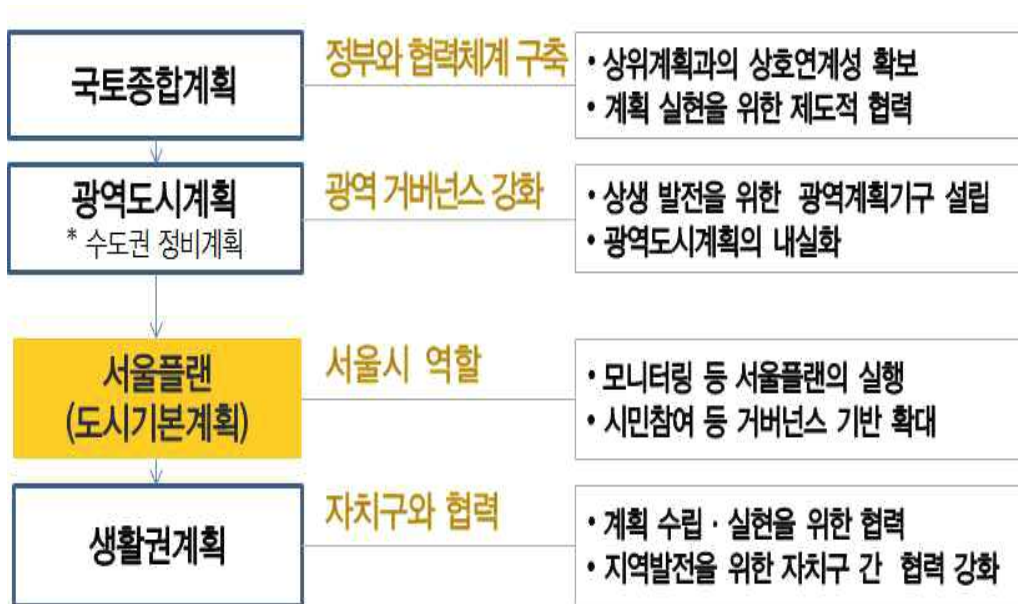 국토종합계획
정부와 협력체계 구축
• 상위계획과의 상호연계성 확보
• 계획 실현을 위한 제도적 협력
광역도시계획
* 수도권 정비계획
광역 거버넌스 강화
• 상생 발전을 위한 광역계획기구 설립
• 광역도시계획의 내실화
서울플랜
(도시기본계획)
서울시 역할
• 모니터링 등 서울플랜의 실행
• 시민참여 등 거버넌스 기반 확대
생활권계획
자치구와 협력
• 계획 수립 · 실현을 위한 협력
• 지역발전을 위한 자치구 간 협력 강화